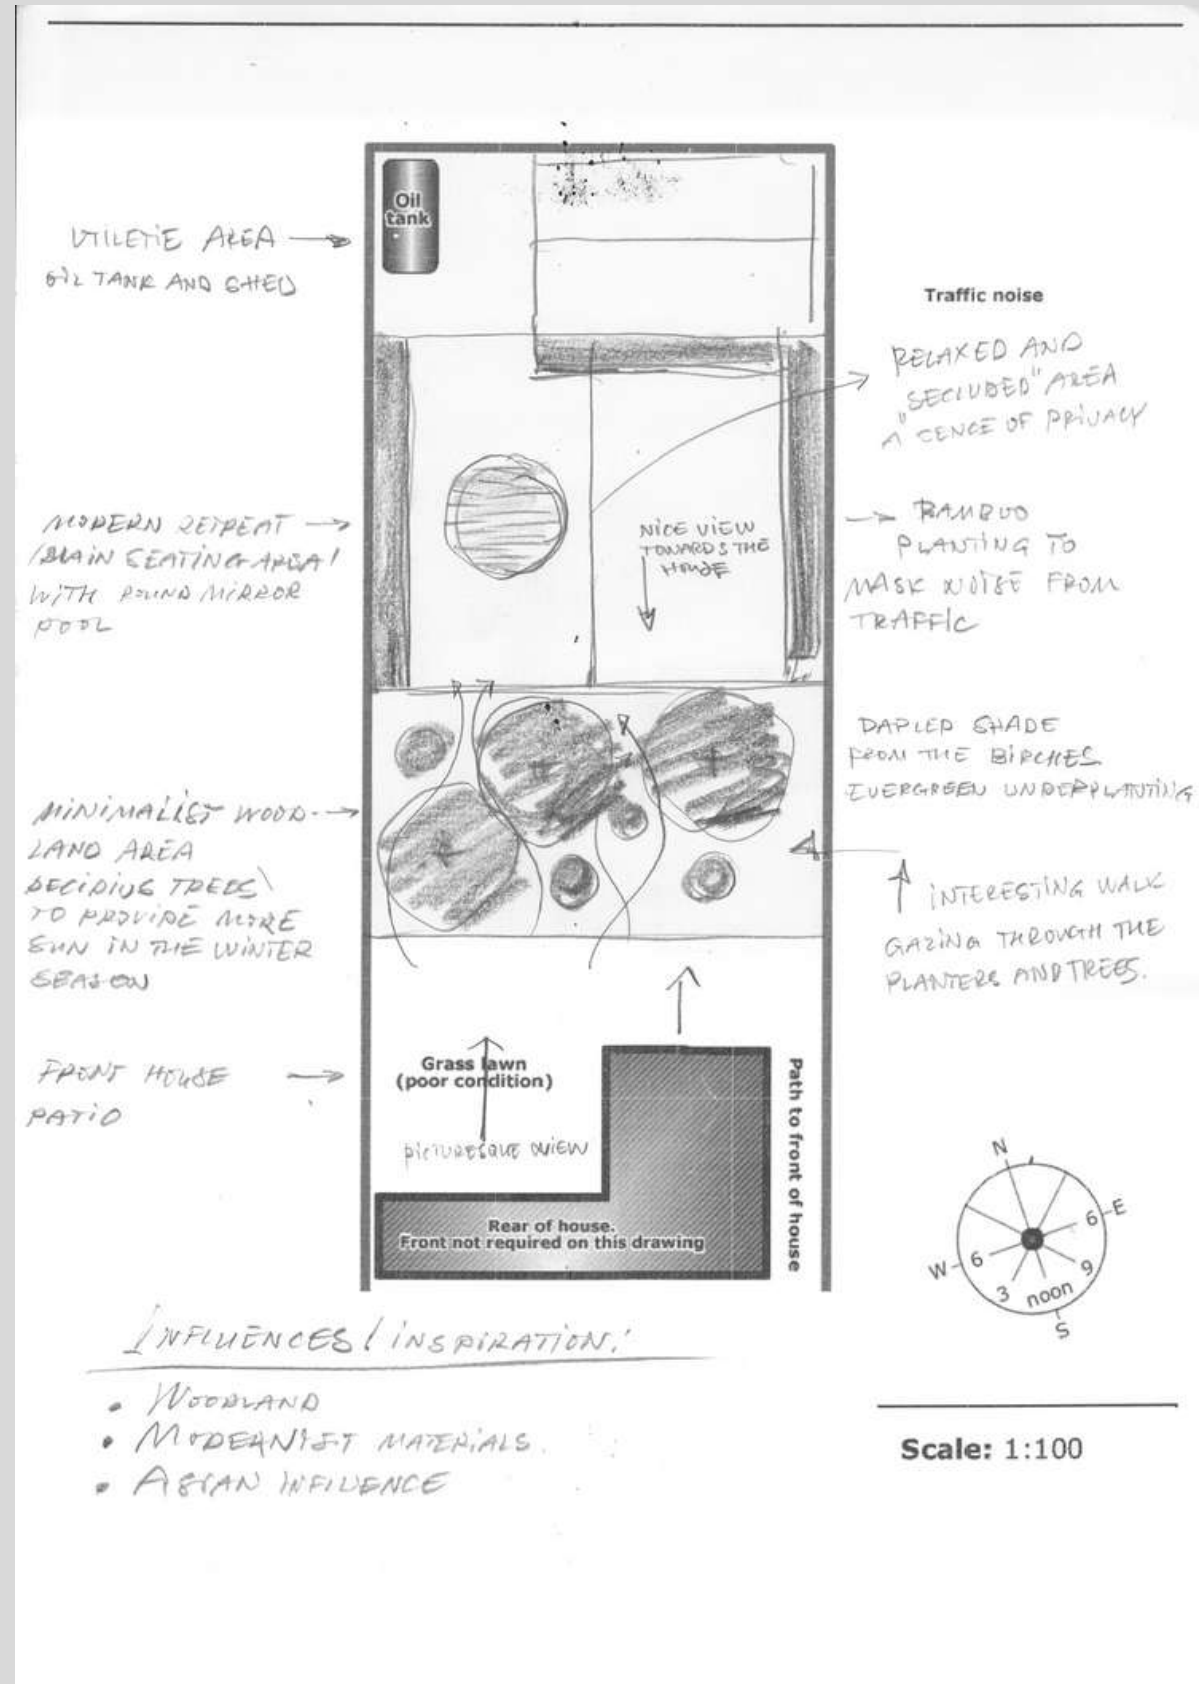 Oil
tank
UTILETIE AREA
OIL TANK AND SHED
Traffic noise
RELAXED AND
"SECLUDED" AREA
A CENCE OF PRIVACY
MODERN RETREAT
/MAIN SEATING AREA/
WITH ROUND MIRROR
POOL
NICE VIEW
TOWARDS THE
HOUSE
BAMBUO
PLANTING TO
MASK NOISE FROM
TRAFFIC
DAPLED SHADE
FROM THE BIRCHES
EVERGREEN UNDERPLANTING
MINIMALIST WOOD-
LAND AREA
DECIDIUS TREES
TO PROVIDE MORE
SUN IN THE WINTER
SEASON
INTERESTING WALK
GAZING THROUGH THE
PLANTERS AND TREES.
FRONT HOUSE
PATIO
Grass lawn
(poor condition)
PICTURESQUE VIEW
Path to front of house
Rear of house.
Front not required on this drawing
N
E
S
W
6
9
noon
3
6
INFLUENCES / INSPIRATION:
• WOODLAND
• MODERNIST MATERIALS.
• ASIAN INFLUENCE
Scale: 1:100